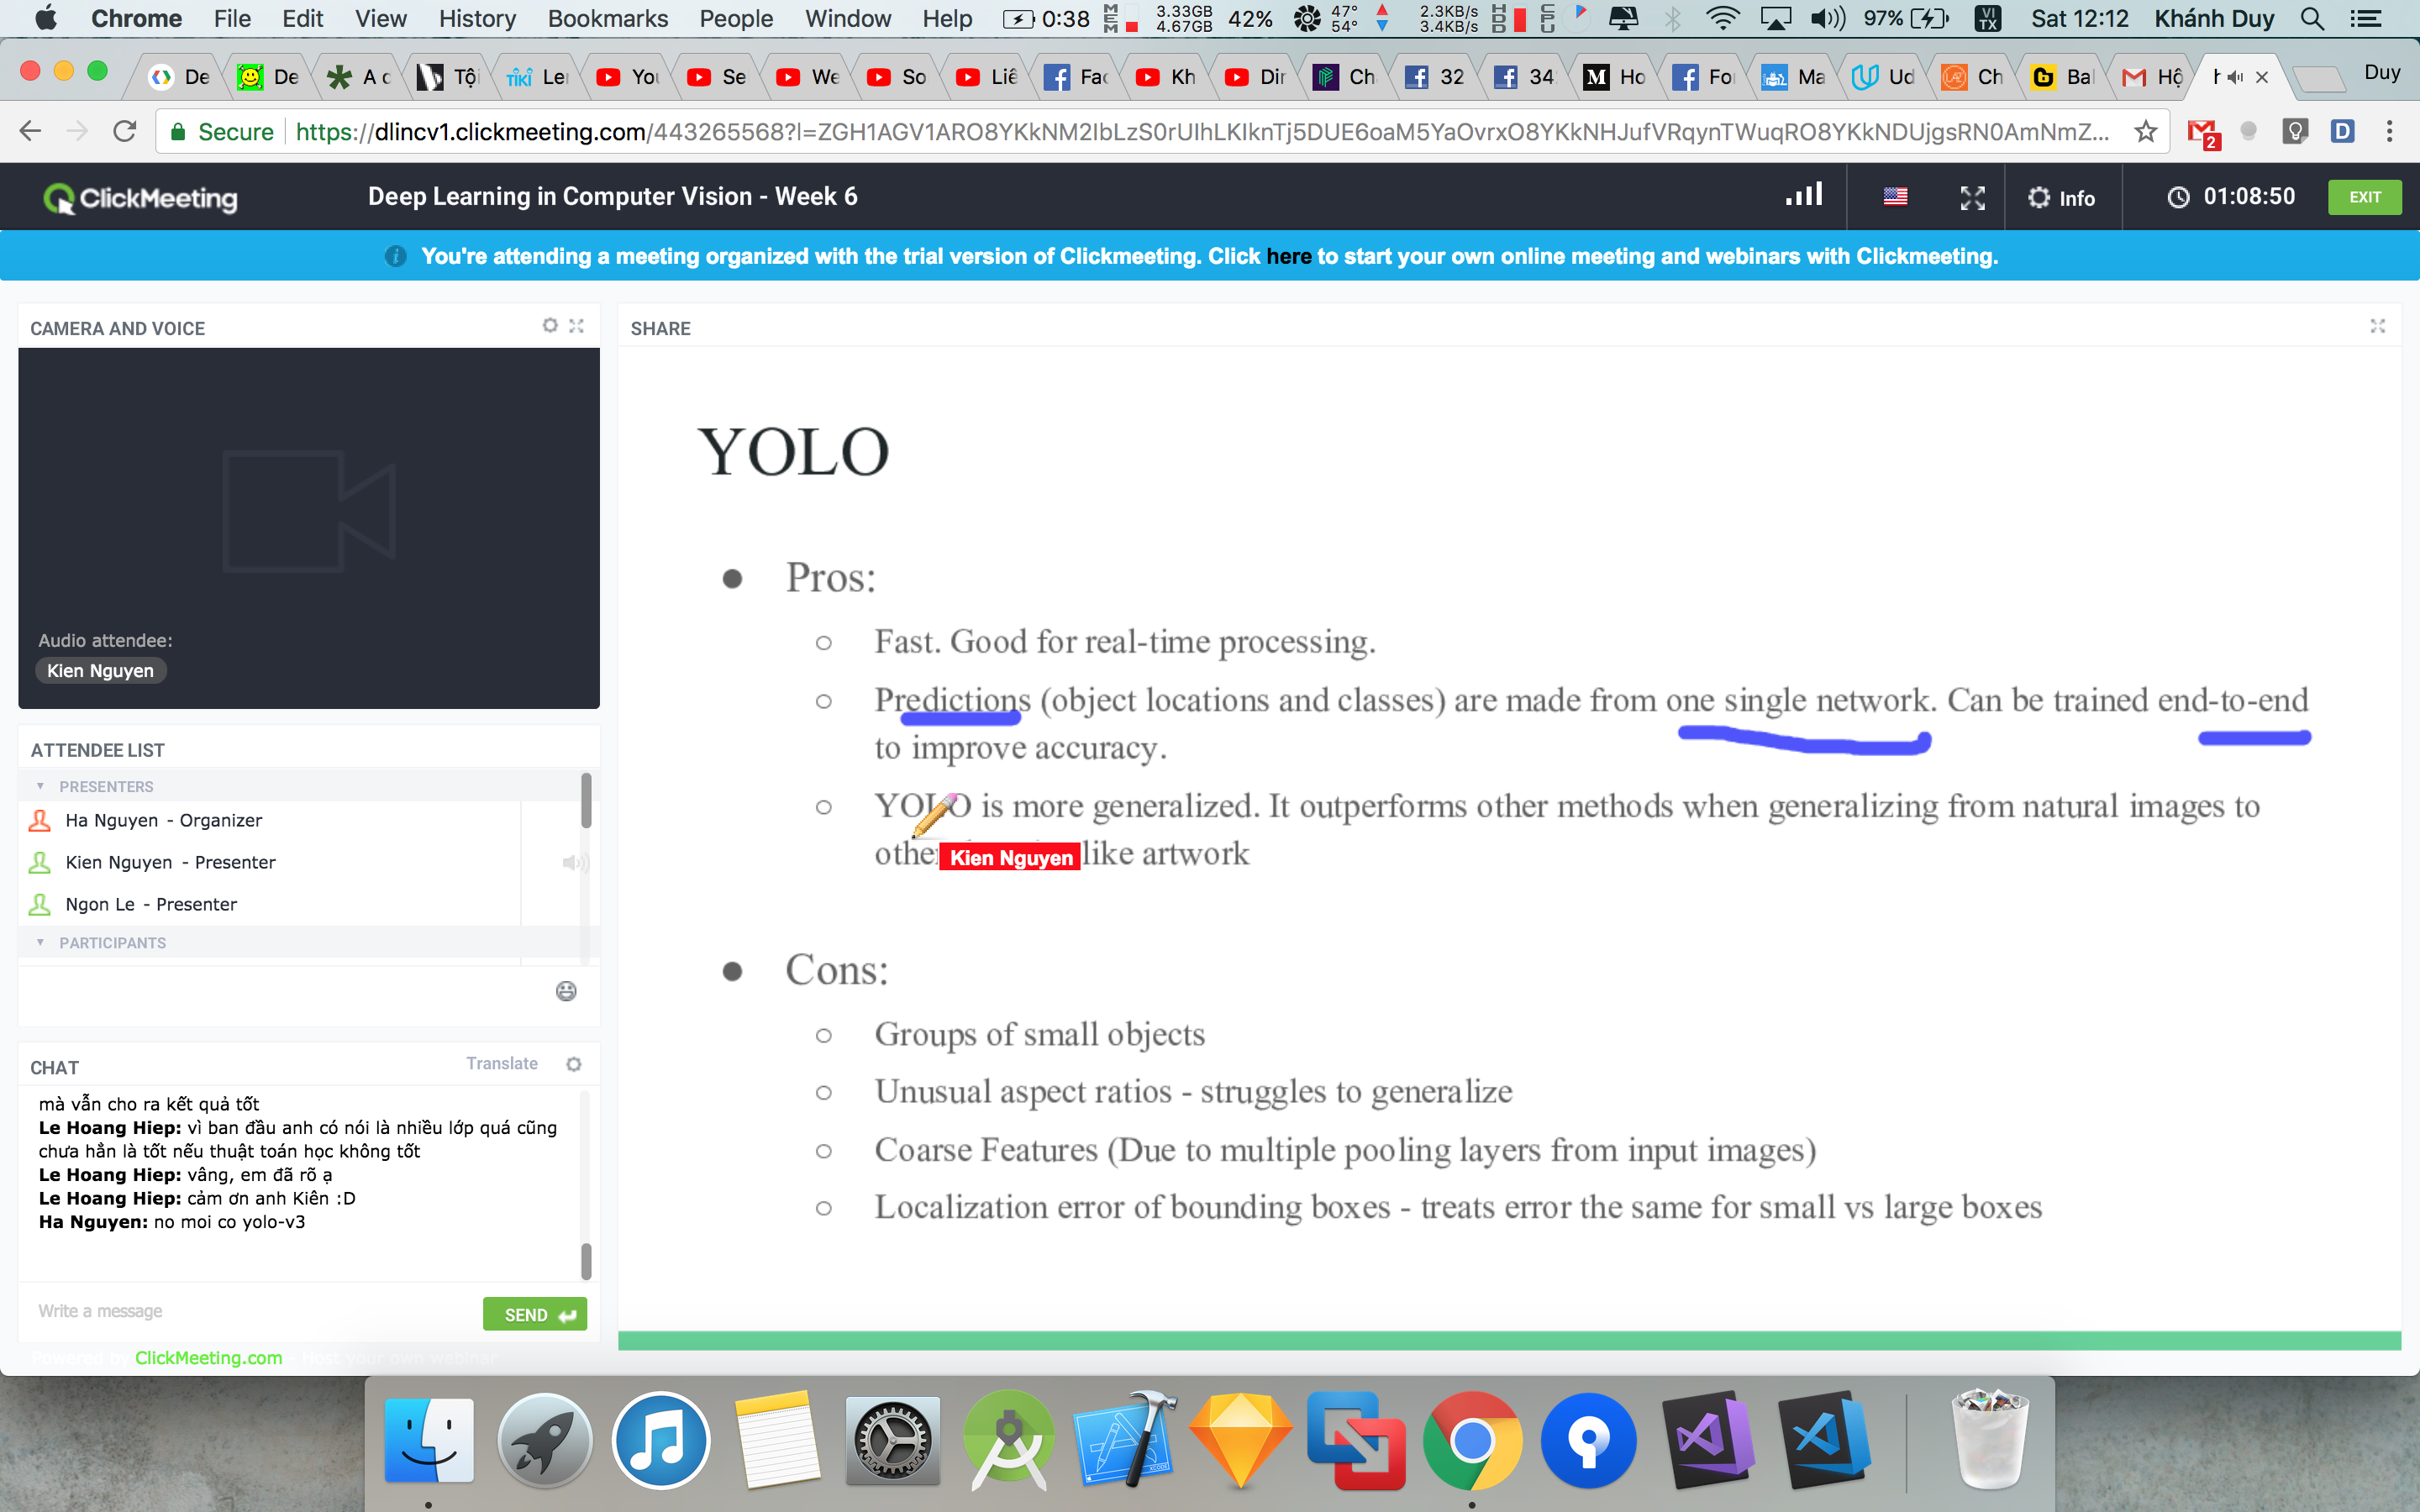 Chrome File Edit View History Bookmarks People Window Help 0:38 MEM 3.33GB 4.67GB 42% 47° 54° 2.3KB/s 3.4KB/s HDD CPU 97% VI TX Sat 12:12 Khánh Duy
De De A c Tội TIKI Ler You Se We So Liê Fac Kh Dir Ch 32 34 M Ho For Ma Ud Ch Bal Hộ Duy
Secure https://dlincv1.clickmeeting.com/443265568?l=ZGH1AGV1ARO8YKkNM2IbLzS0rUIhLKIknTj5DUE6oaM5YaOvrxO8YKkNHJufVRqynTWuqRO8YKkNDUjgsRN0AmNmZ... 2 D
ClickMeeting Deep Learning in Computer Vision - Week 6 Info 01:08:50 EXIT
You're attending a meeting organized with the trial version of Clickmeeting. Click here to start your own online meeting and webinars with Clickmeeting.
CAMERA AND VOICE
Audio attendee:
Kien Nguyen
ATTENDEE LIST
PRESENTERS
Ha Nguyen - Organizer
Kien Nguyen - Presenter
Ngon Le - Presenter
PARTICIPANTS
CHAT Translate
mà vẫn cho ra kết quả tốt
Le Hoang Hiep: vì ban đầu anh có nói là nhiều lớp quá cũng
chưa hẳn là tốt nếu thuật toán học không tốt
Le Hoang Hiep: vâng, em đã rõ ạ
Le Hoang Hiep: cảm ơn anh Kiên :D
Ha Nguyen: no moi co yolo-v3
Write a message SEND
Powered by ClickMeeting.com
SHARE
YOLO
● Pros:
○ Fast. Good for real-time processing.
○ Predictions (object locations and classes) are made from one single network. Can be trained end-to-end
to improve accuracy.
○ YOLO is more generalized. It outperforms other methods when generalizing from natural images to
other like artwork
Kien Nguyen
● Cons:
○ Groups of small objects
○ Unusual aspect ratios - struggles to generalize
○ Coarse Features (Due to multiple pooling layers from input images)
○ Localization error of bounding boxes - treats error the same for small vs large boxes